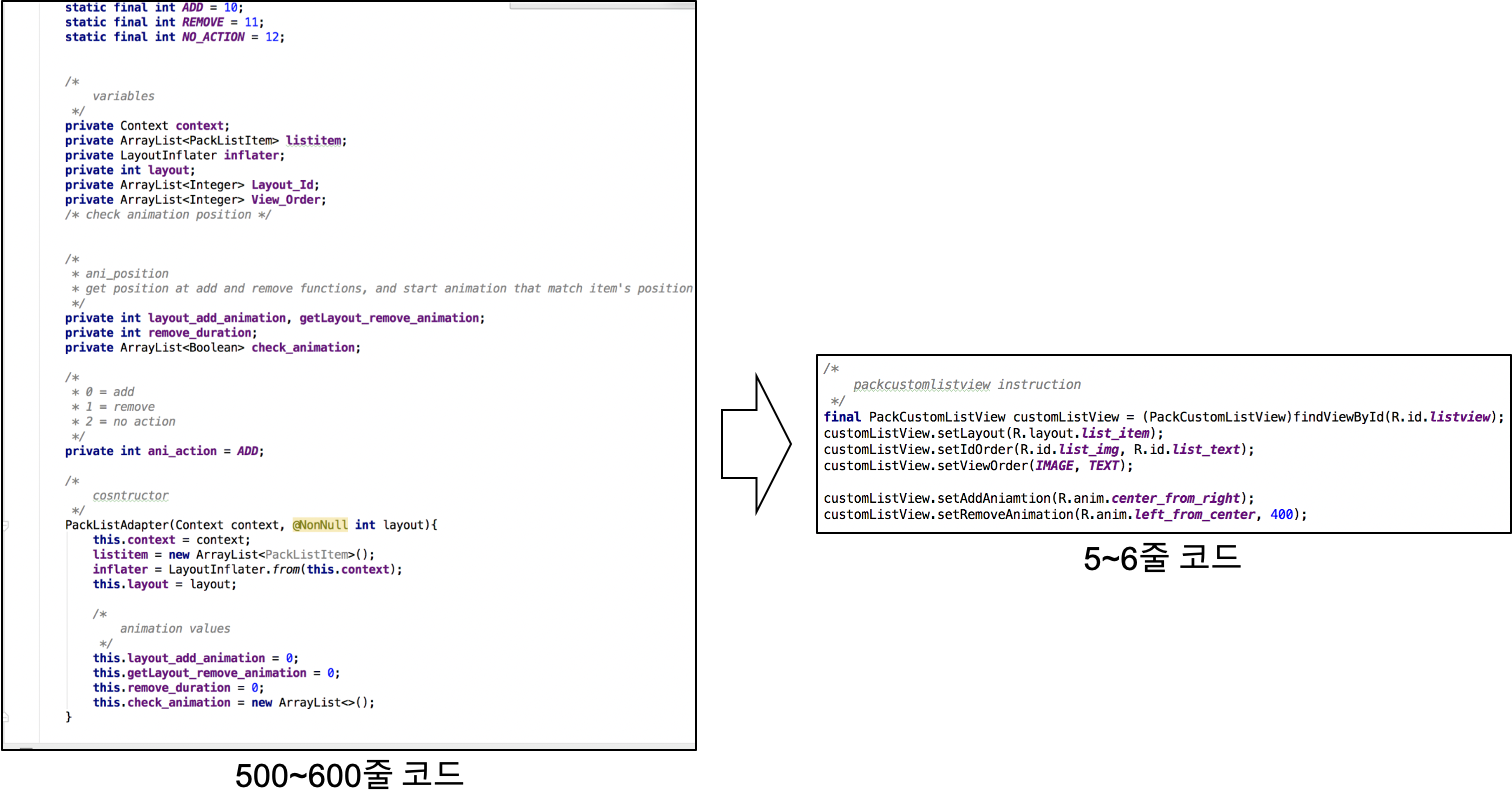 static final int ADD = 10;
static final int REMOVE = 11;
static final int NO_ACTION = 12;
/*
variables
*/
private Context context;
private ArrayList<PackListItem> listitem;
private LayoutInflater inflater;
private int layout;
private ArrayList<Integer> Layout_Id;
private ArrayList<Integer> View_Order;
/* check animation position */
/*
* ani_position
* get position at add and remove functions, and start animation that match item's position
*/
private int layout_add_animation, getLayout_remove_animation;
private int remove_duration;
private ArrayList<Boolean> check_animation;
/*
* 0 = add
* 1 = remove
* 2 = no action
*/
private int ani_action = ADD;
/*
cosntructor
*/
PackListAdapter(Context context, @NonNull int layout){
this.context = context;
listitem = new ArrayList<PackListItem>();
inflater = LayoutInflater.from(this.context);
this.layout = layout;
/*
animation values
*/
this.layout_add_animation = 0;
this.getLayout_remove_animation = 0;
this.remove_duration = 0;
this.check_animation = new ArrayList<>();
}
500~600줄 코드
/*
packcustomlistview instruction
*/
final PackCustomListView customListView = (PackCustomListView)findViewById(R.id.listview);
customListView.setLayout(R.layout.list_item);
customListView.setIdOrder(R.id.list_img, R.id.list_text);
customListView.setViewOrder(IMAGE, TEXT);
customListView.setAddAniamtion(R.anim.center_from_right);
customListView.setRemoveAnimation(R.anim.left_from_center, 400);
5~6줄 코드